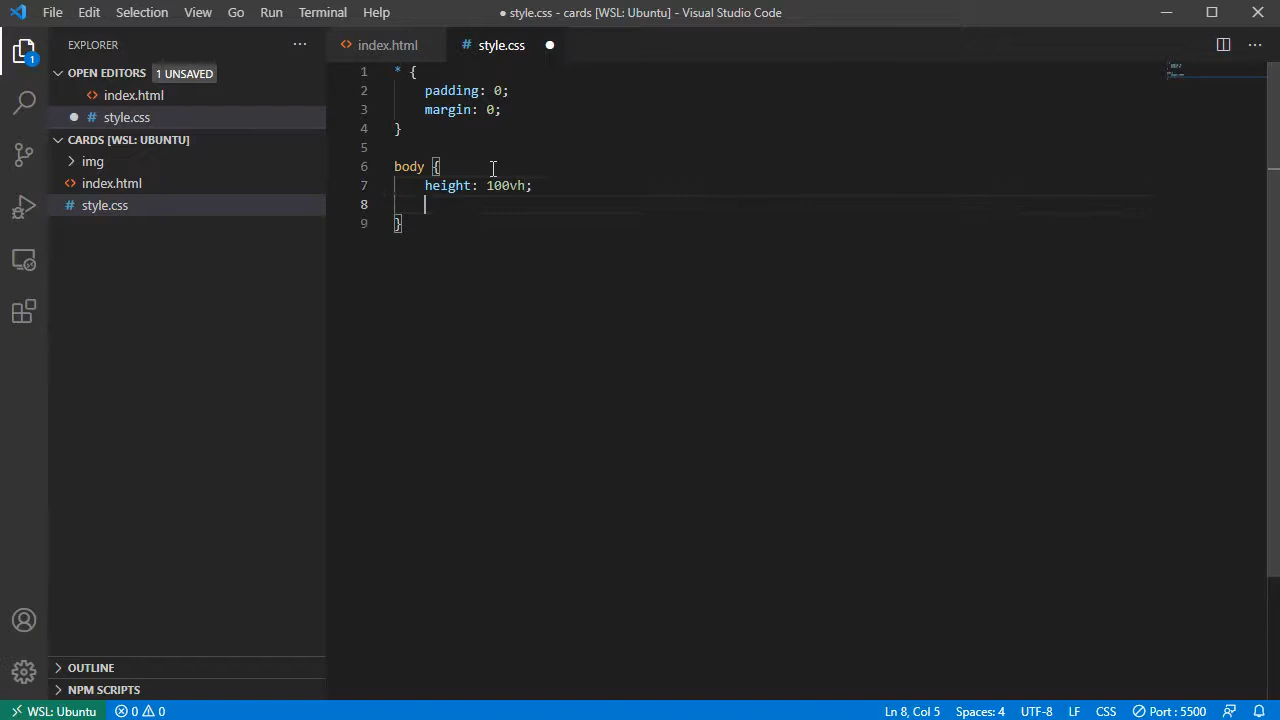 File Edit Selection View Go Run Terminal Help ● style.css - cards [WSL: Ubuntu] - Visual Studio Code
EXPLORER ···
1
OPEN EDITORS 1 UNSAVED
<> index.html
● # style.css
CARDS [WSL: UBUNTU]
> img
<> index.html
# style.css
OUTLINE
NPM SCRIPTS
<> index.html # style.css ●
1 * {
2 padding: 0;
3 margin: 0;
4 }
5
6 body {
7 height: 100vh;
8
9 }
WSL: Ubuntu 0 0 Ln 8, Col 5 Spaces: 4 UTF-8 LF CSS Port : 5500